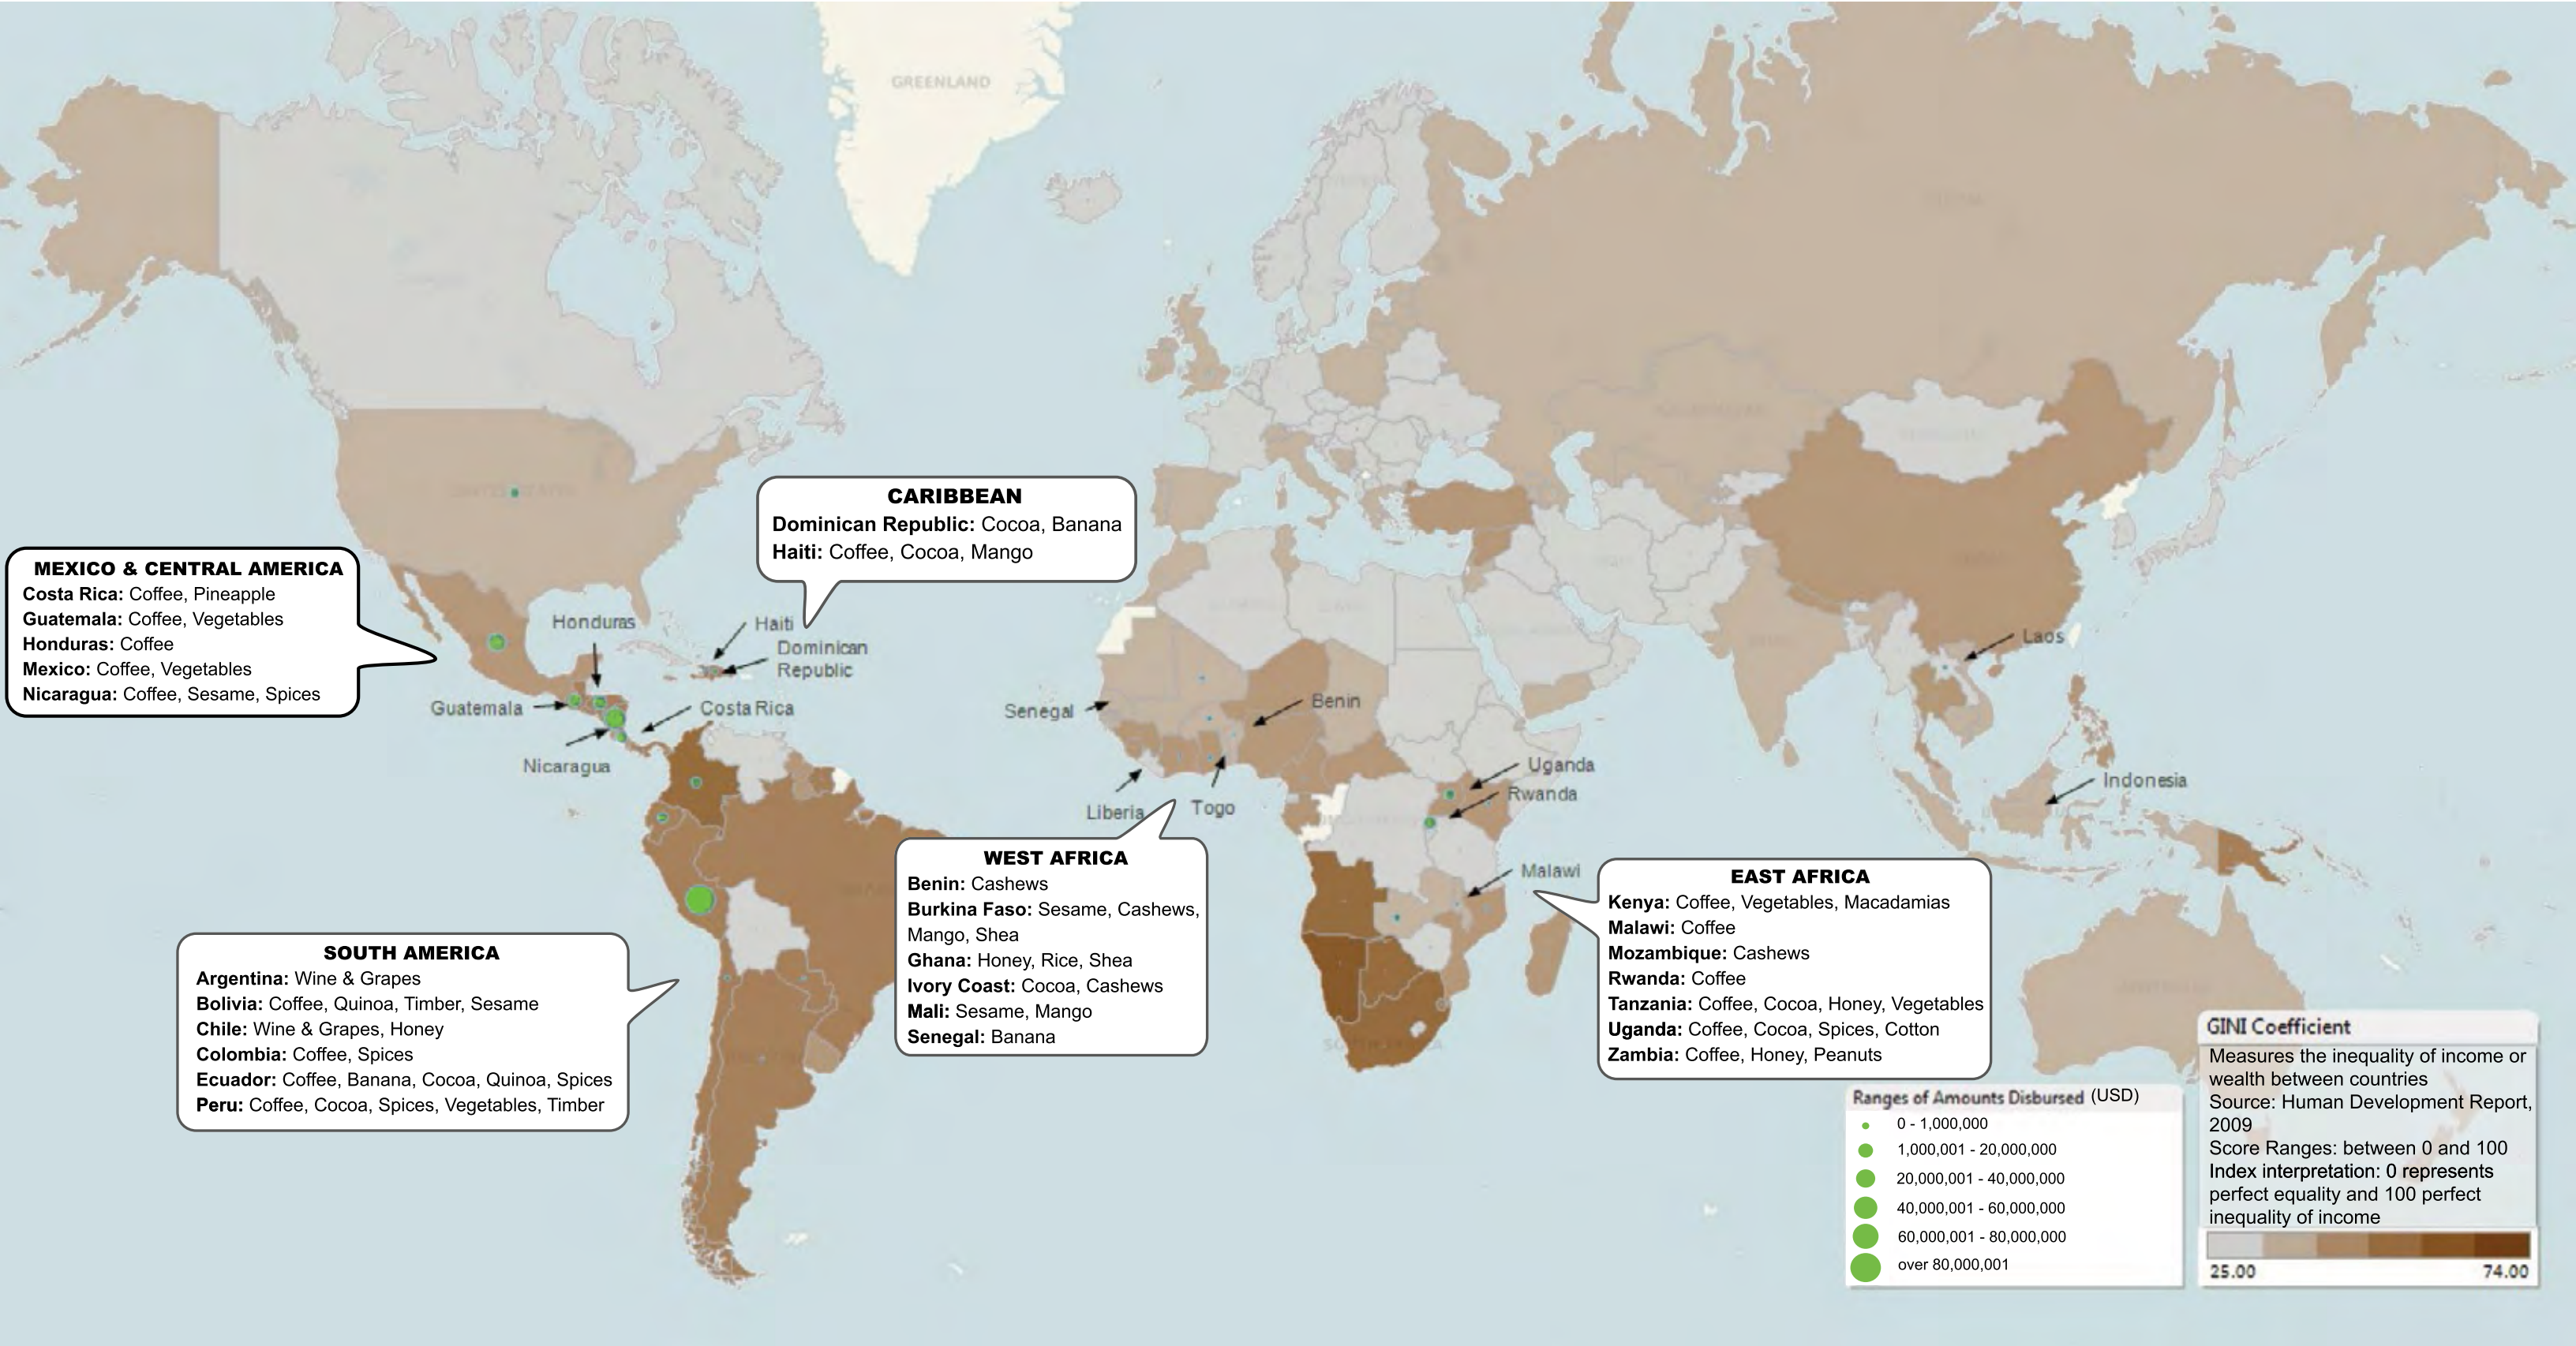 GREENLAND
CARIBBEAN
Dominican Republic: Cocoa, Banana
Haiti: Coffee, Cocoa, Mango
MEXICO & CENTRAL AMERICA
Costa Rica: Coffee, Pineapple
Guatemala: Coffee, Vegetables
Honduras: Coffee
Mexico: Coffee, Vegetables
Nicaragua: Coffee, Sesame, Spices
Honduras
Haiti
Dominican
Republic
Guatemala
Costa Rica
Nicaragua
Senegal
Benin
Liberia
Togo
Uganda
Rwanda
Malawi
Laos
Indonesia
SOUTH AMERICA
Argentina: Wine & Grapes
Bolivia: Coffee, Quinoa, Timber, Sesame
Chile: Wine & Grapes, Honey
Colombia: Coffee, Spices
Ecuador: Coffee, Banana, Cocoa, Quinoa, Spices
Peru: Coffee, Cocoa, Spices, Vegetables, Timber
WEST AFRICA
Benin: Cashews
Burkina Faso: Sesame, Cashews,
Mango, Shea
Ghana: Honey, Rice, Shea
Ivory Coast: Cocoa, Cashews
Mali: Sesame, Mango
Senegal: Banana
EAST AFRICA
Kenya: Coffee, Vegetables, Macadamias
Malawi: Coffee
Mozambique: Cashews
Rwanda: Coffee
Tanzania: Coffee, Cocoa, Honey, Vegetables
Uganda: Coffee, Cocoa, Spices, Cotton
Zambia: Coffee, Honey, Peanuts
Ranges of Amounts Disbursed (USD)
0 - 1,000,000
1,000,001 - 20,000,000
20,000,001 - 40,000,000
40,000,001 - 60,000,000
60,000,001 - 80,000,000
over 80,000,001
GINI Coefficient
Measures the inequality of income or
wealth between countries
Source: Human Development Report,
2009
Score Ranges: between 0 and 100
Index interpretation: 0 represents
perfect equality and 100 perfect
inequality of income
25.00
74.00